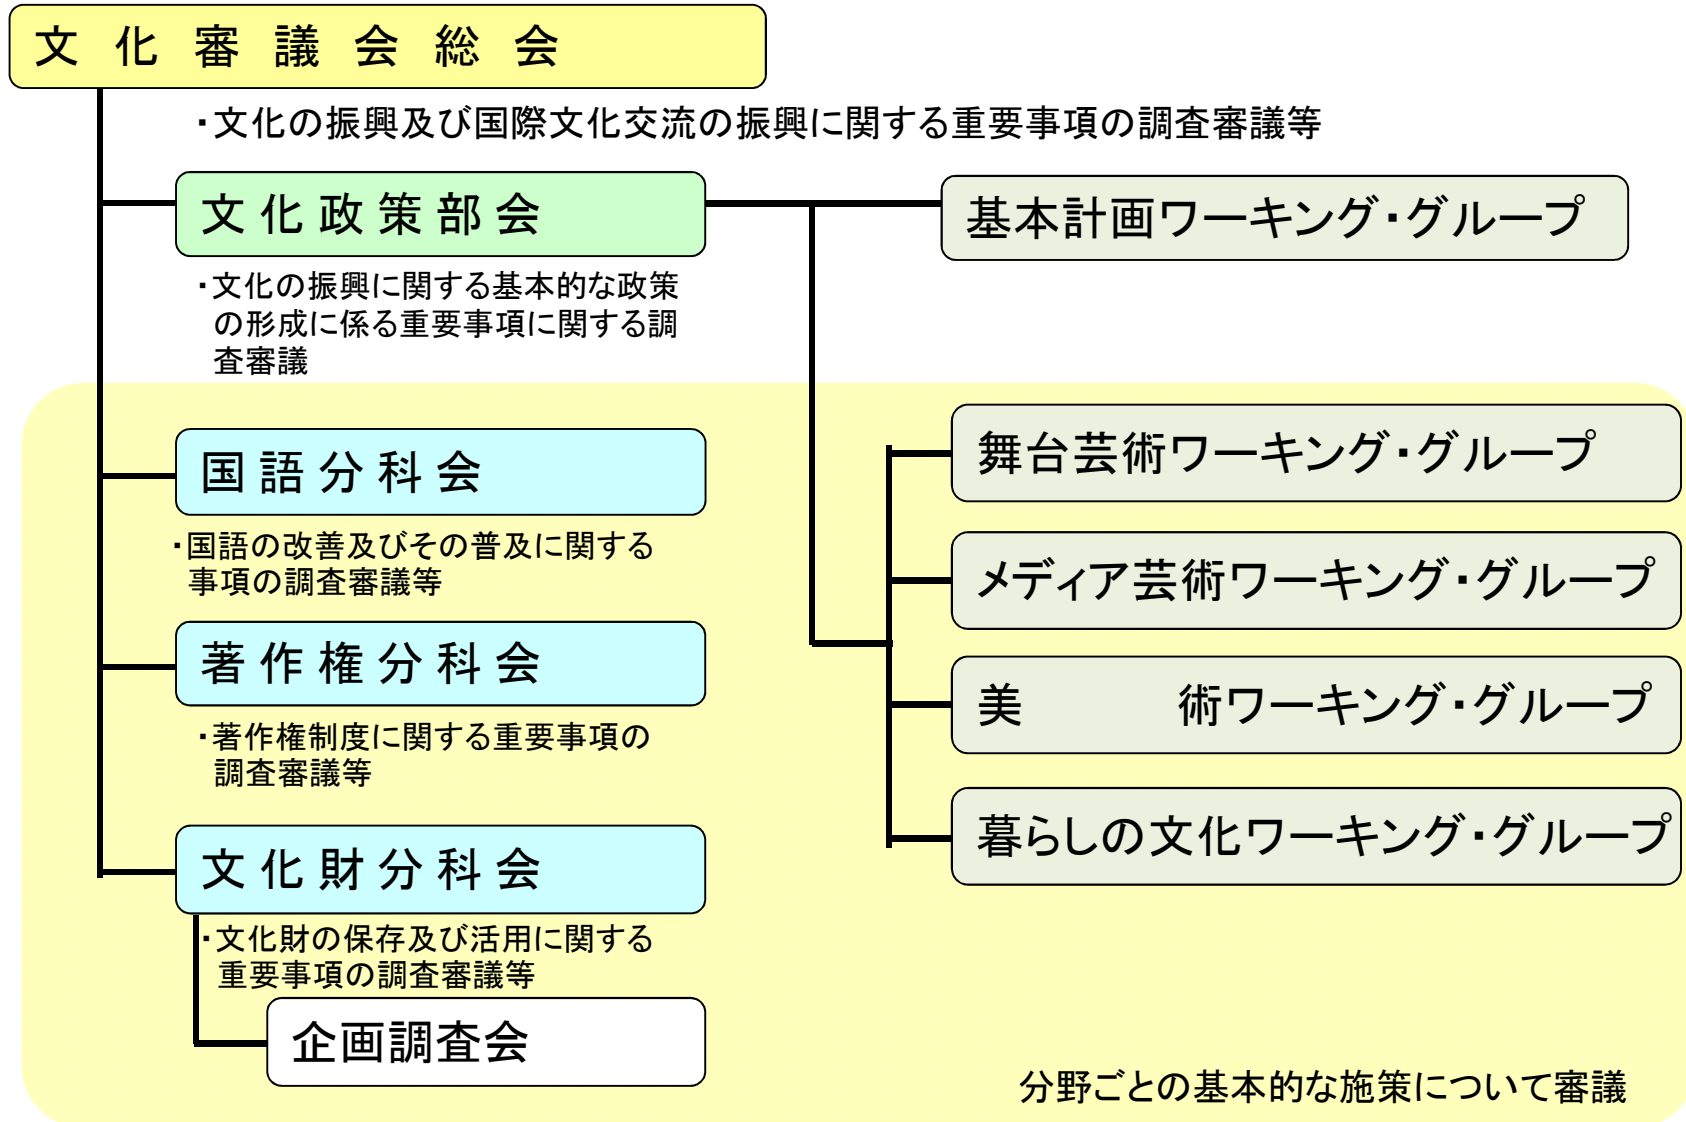 文化審議会総会
・文化の振興及び国際文化交流の振興に関する重要事項の調査審議等
文化政策部会
・文化の振興に関する基本的な政策
の形成に係る重要事項に関する調
査審議
国語分科会
・国語の改善及びその普及に関する
事項の調査審議等
著作権分科会
・著作権制度に関する重要事項の
調査審議等
文化財分科会
・文化財の保存及び活用に関する
重要事項の調査審議等
企画調査会
基本計画ワーキング・グループ
舞台芸術ワーキング・グループ
メディア芸術ワーキング・グループ
美　　　術ワーキング・グループ
暮らしの文化ワーキング・グループ
分野ごとの基本的な施策について審議